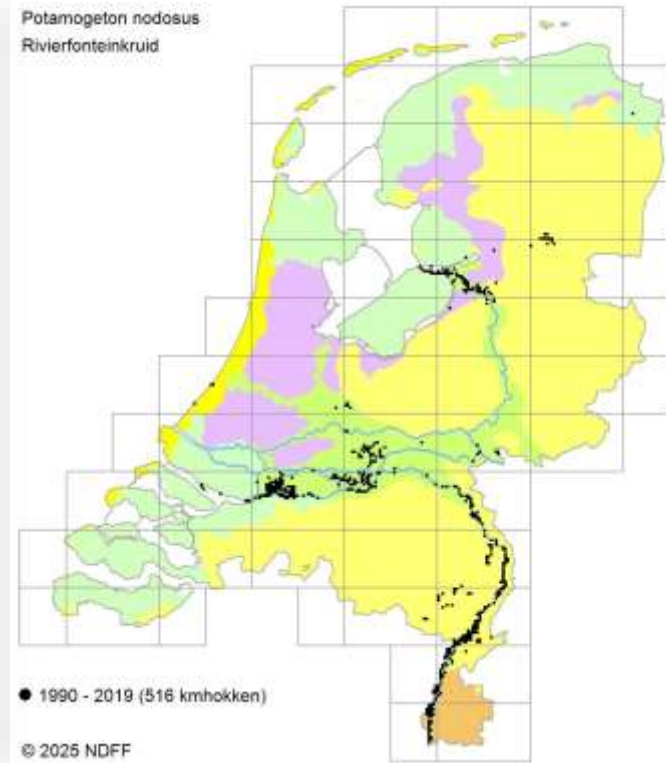 Potamogeton nodosus
Rivierfonteinkruid
1990 - 2019 (516 kmhokken)
© 2025 NDFF